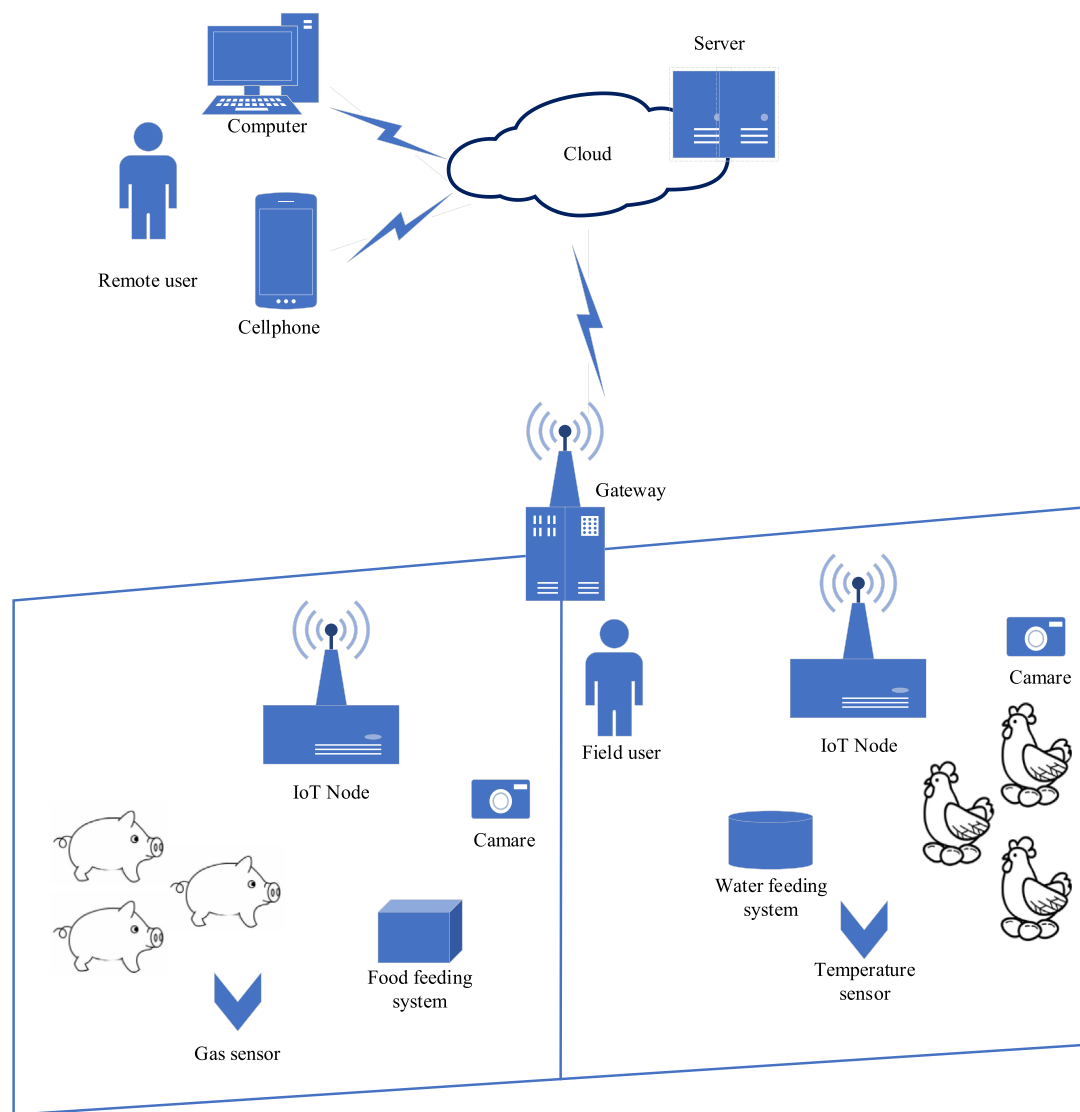 Server
Computer
Cloud
Remote user
Cellphone
Gateway
Camare
Field user
IoT Node
IoT Node
Camare
Water feeding
system
Food feeding
system
Temperature
sensor
Gas sensor